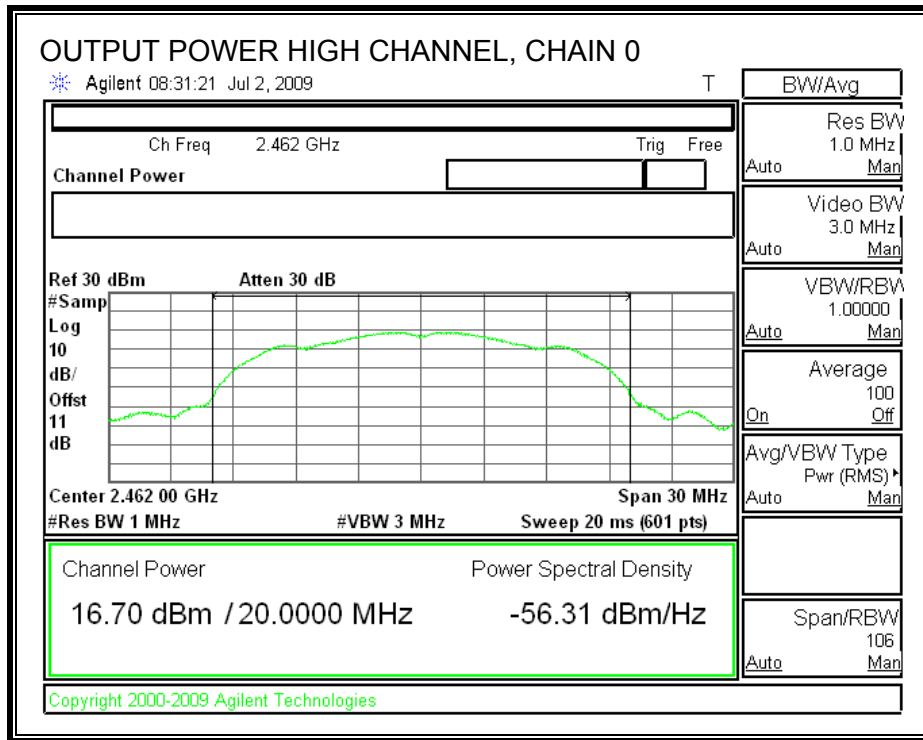 OUTPUT POWER HIGH CHANNEL, CHAIN 0
Agilent 08:31:21 Jul 2, 2009 T
Ch Freq 2.462 GHz Trig Free
Channel Power
Ref 30 dBm Atten 30 dB
#Samp
Log
10
dB/
Offst
11
dB
Center 2.462 00 GHz Span 30 MHz
#Res BW 1 MHz #VBW 3 MHz Sweep 20 ms (601 pts)
Channel Power Power Spectral Density
16.70 dBm / 20.0000 MHz -56.31 dBm/Hz
Copyright 2000-2009 Agilent Technologies
BW/Avg
Res BW
1.0 MHz
Auto Man
Video BW
3.0 MHz
Auto Man
VBW/RBW
1.00000
Auto Man
Average
100
On Off
Avg/VBW Type
Pwr (RMS)
Auto Man
Span/RBW
106
Auto Man